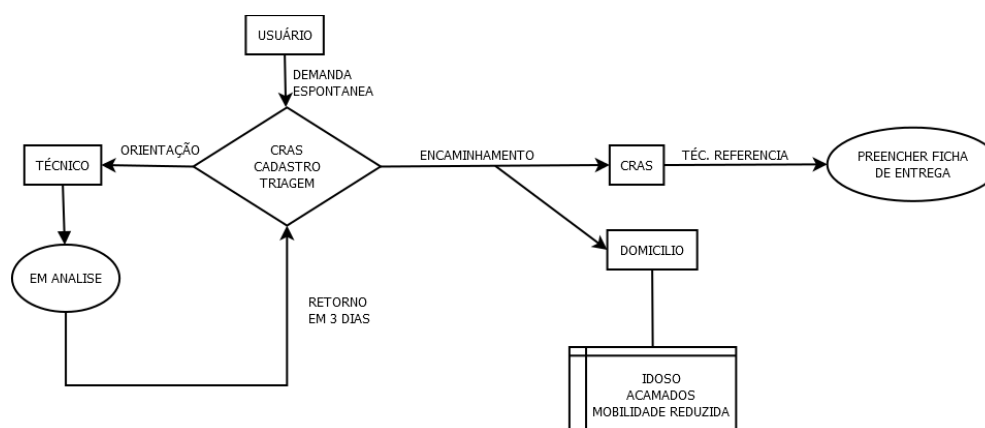 USUÁRIO
DEMANDA
ESPONTANEA
CRAS
CADASTRO
TRIAGEM
ORIENTAÇÃO
TÉCNICO
EM ANALISE
RETORNO
EM 3 DIAS
ENCAMINHAMENTO
CRAS
TÉC. REFERENCIA
PREENCHER FICHA
DE ENTREGA
DOMICILIO
IDOSO
ACAMADOS
MOBILIDADE REDUZIDA